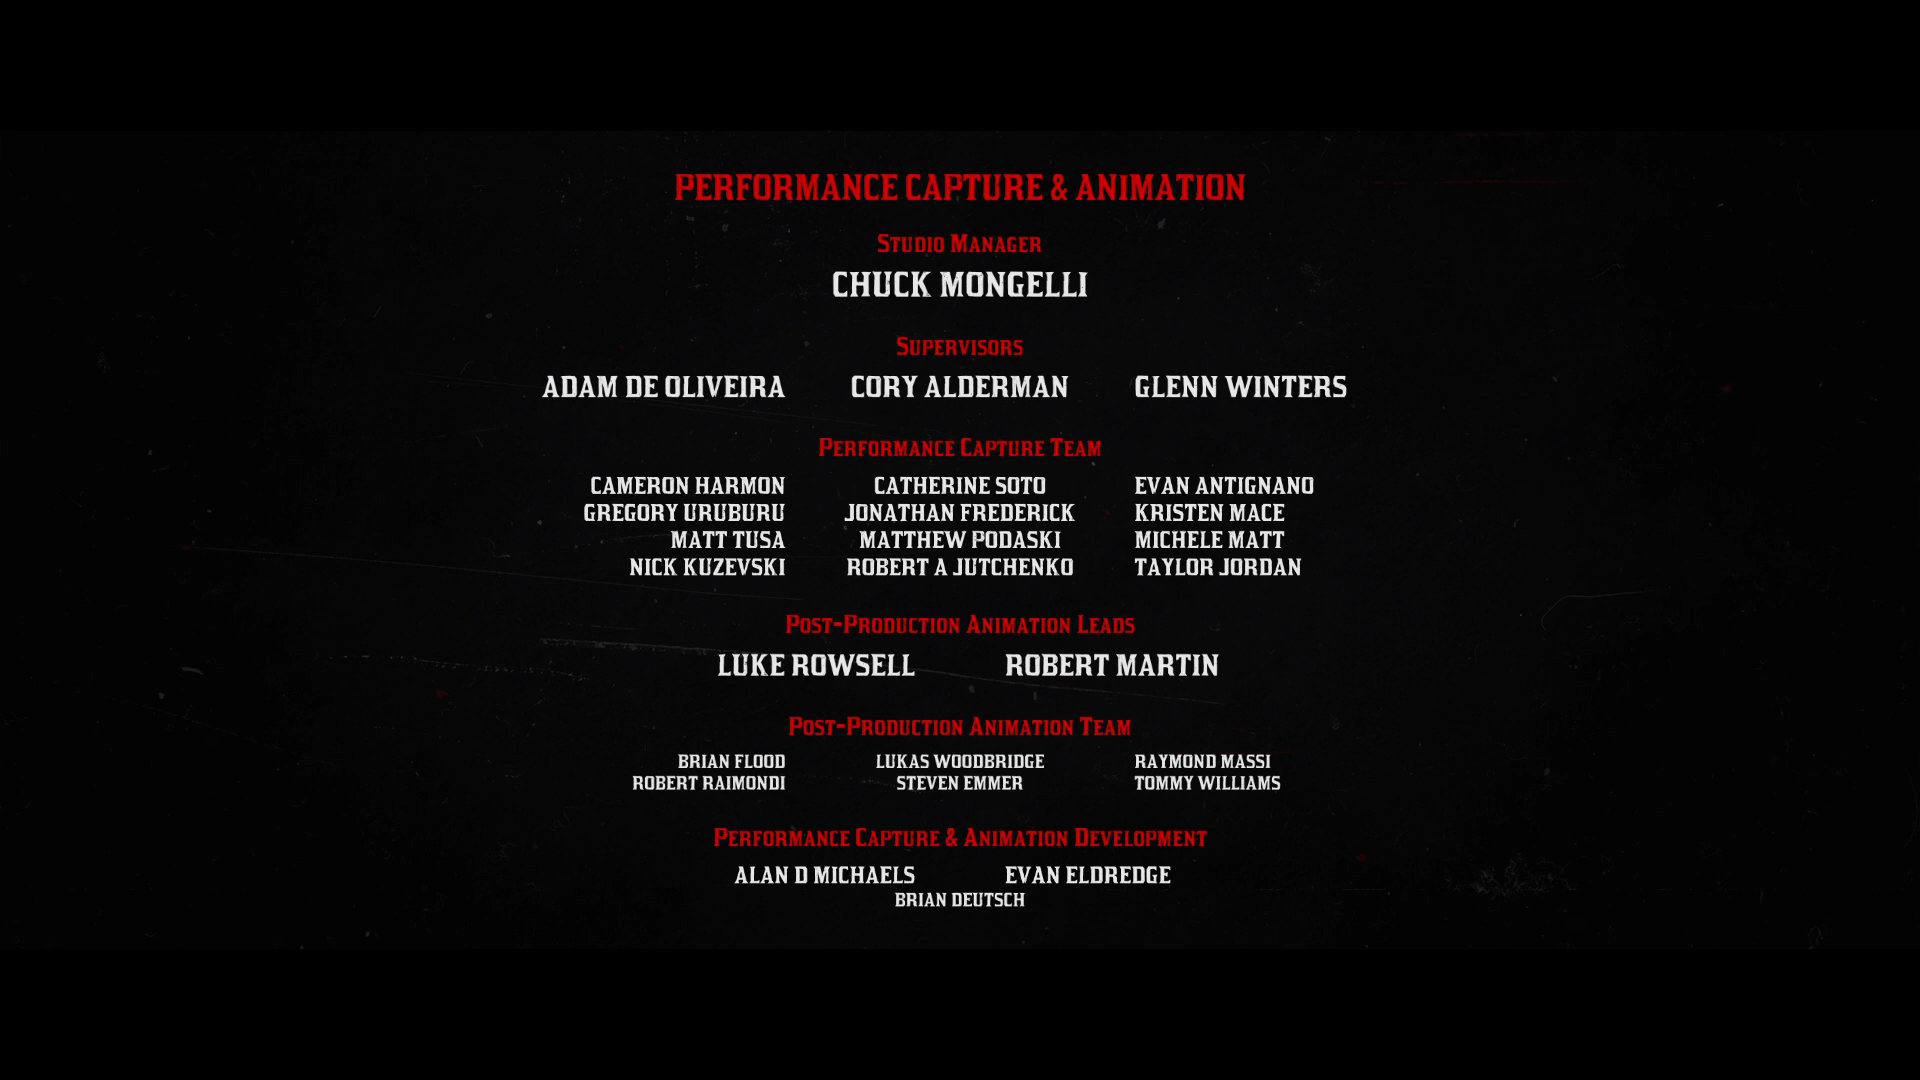 PERFORMANCE CAPTURE & ANIMATION
STUDIO MANAGER
CHUCK MONGELLI
SUPERVISORS
ADAM DE OLIVEIRA CORY ALDERMAN GLENN WINTERS
PERFORMANCE CAPTURE TEAM
CAMERON HARMON CATHERINE SOTO EVAN ANTIGNANO
GREGORY URUBURU JONATHAN FREDERICK KRISTEN MACE
MATT TUSA MATTHEW PODASKI MICHELE MATT
NICK KUZEVSKI ROBERT A JUTCHENKO TAYLOR JORDAN
POST-PRODUCTION ANIMATION LEADS
LUKE ROWSELL ROBERT MARTIN
POST-PRODUCTION ANIMATION TEAM
BRIAN FLOOD LUKAS WOODBRIDGE RAYMOND MASSI
ROBERT RAIMONDI STEVEN EMMER TOMMY WILLIAMS
PERFORMANCE CAPTURE & ANIMATION DEVELOPMENT
ALAN D MICHAELS EVAN ELDREDGE
BRIAN DEUTSCH